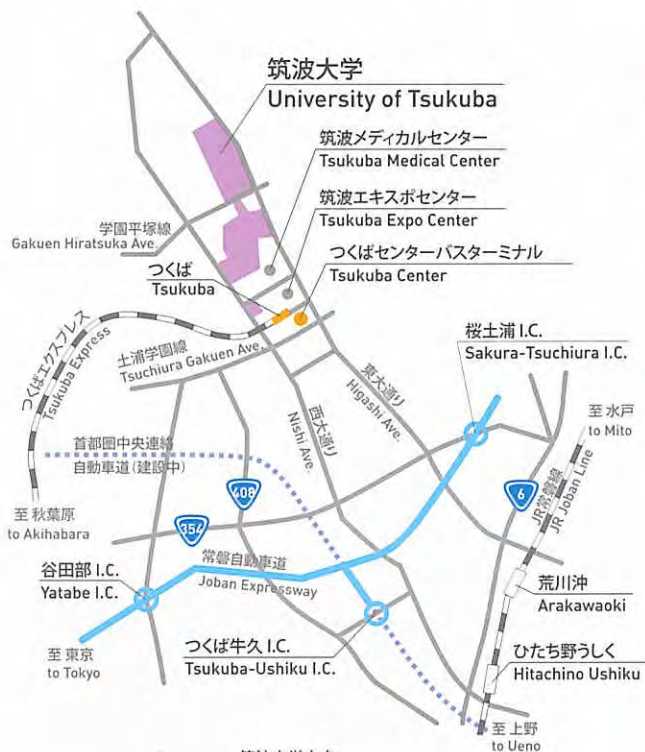 筑波大学
University of Tsukuba
筑波メディカルセンター
Tsukuba Medical Center
筑波エキスポセンター
Tsukuba Expo Center
学園平塚線
Gakuen Hiratsuka Ave.
つくばセンターバスターミナル
Tsukuba Center
つくば
Tsukuba
つくばエクスプレス
Tsukuba Express
土浦学園線
Tsuchiura Gakuen Ave.
桜土浦 I.C.
Sakura-Tsuchiura I.C.
東大通り
Higashi Ave.
西大通り
Nishi Ave.
至 水戸
to Mito
首都圏中央連絡
自動車道(建設中)
408
6
354
JR常磐線
JR Joban Line
至 秋葉原
to Akihabara
常磐自動車道
Joban Expressway
谷田部 I.C.
Yatabe I.C.
荒川沖
Arakawaoki
つくば牛久 I.C.
Tsukuba-Ushiku I.C.
至 東京
to Tokyo
ひたち野うしく
Hitachino Ushiku
至 上野
to Ueno